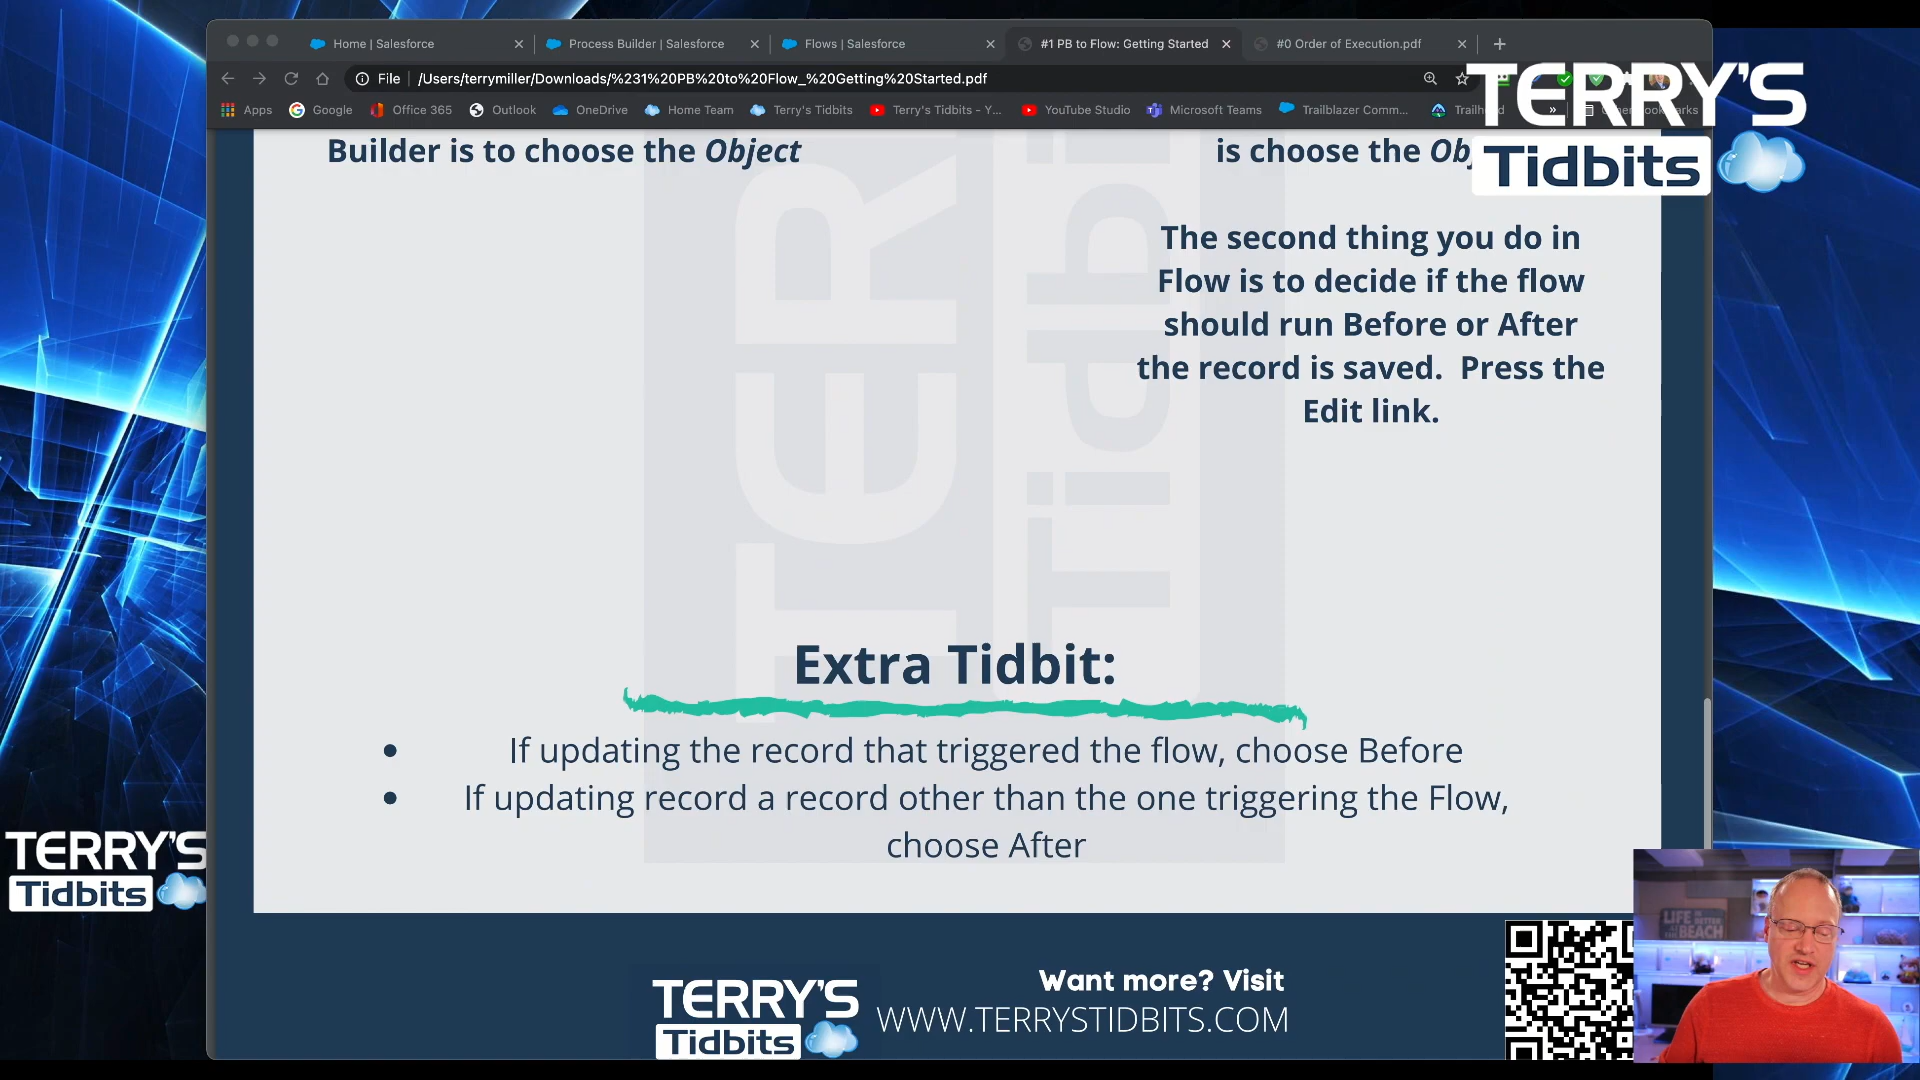 Home | Salesforce
Process Builder | Salesforce
Flows | Salesforce
#1 PB to Flow: Getting Started
#0 Order of Execution.pdf
File
/Users/terrymiller/Downloads/%231%20PB%20to%20Flow_%20Getting%20Started.pdf
Apps
Google
Office 365
Outlook
OneDrive
Home Team
Terry's Tidbits
Terry's Tidbits - Y...
YouTube Studio
Microsoft Teams
Trailblazer Comm...
TERRY'S
Tidbits
Builder is to choose the Object
is choose the
The second thing you do in
Flow is to decide if the flow
should run Before or After
the record is saved. Press the
Edit link.
Extra Tidbit:
• If updating the record that triggered the flow, choose Before
• If updating record a record other than the one triggering the Flow,
choose After
TERRY'S
Tidbits
LIFE IS
BETTER
BEACH
Want more? Visit
WWW.TERRYSTIDBITS.COM
TERRY'S
Tidbits